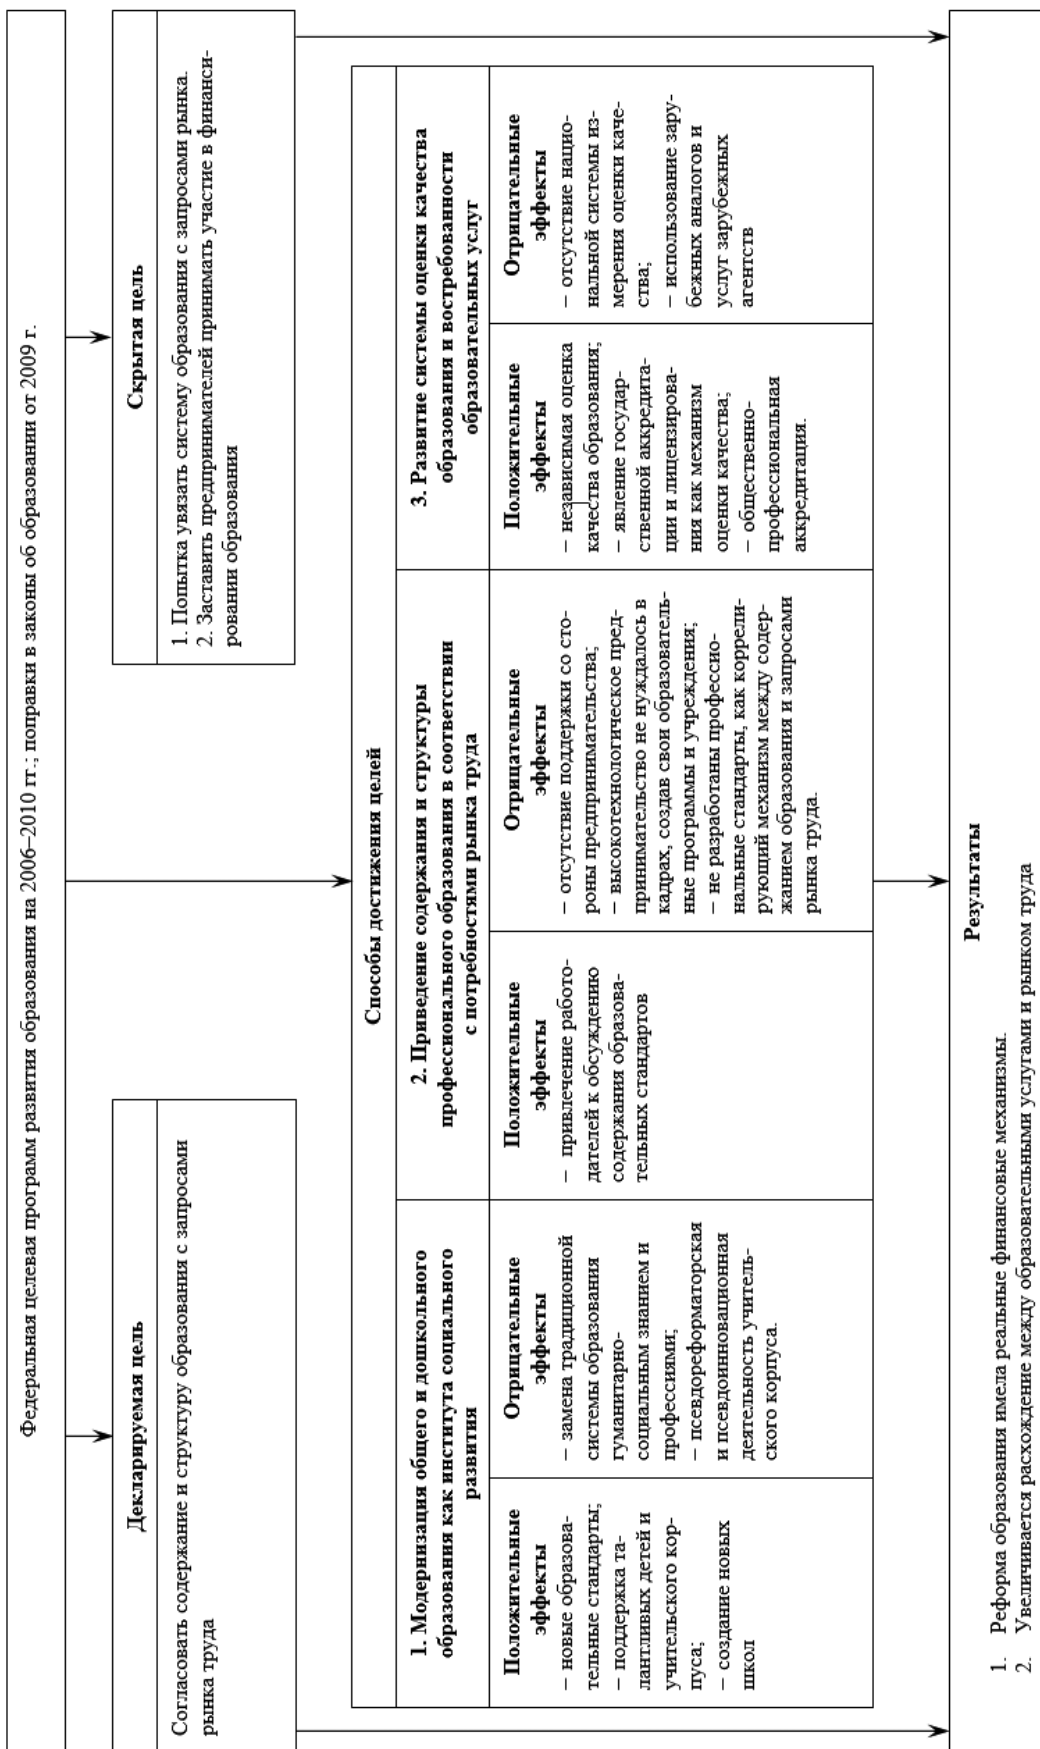 Федеральная целевая программ развития образования на 2006–2010 гг.; поправки в законы об образовании от 2009 г.
Декларируемая цель
Согласовать содержание и структуру образования с запросами
рынка труда
Скрытая цель
1. Попытка увязать систему образования с запросами рынка.
2. Заставить предпринимателей принимать участие в финанси-
ровании образования
Способы достижения целей
1. Модернизация общего и дошкольного
образования как института социального
развития
2. Приведение содержания и структуры
профессионального образования в соответствии
с потребностями рынка труда
3. Развитие системы оценки качества
образования и востребованности
образовательных услуг
Положительные
эффекты
– новые образова-
тельные стандарты;
– поддержка та-
лантливых детей и
учительского кор-
пуса;
– создание новых
школ
Отрицательные
эффекты
– замена традиционной
системы образования
гуманитарно-
социальным знанием и
профессиями;
– псевдореформаторская
и псевдоинновационная
деятельность учитель-
ского корпуса.
Положительные
эффекты
– привлечение работо-
дателей к обсуждению
содержания образова-
тельных стандартов
Отрицательные
эффекты
– отсутствие поддержки со сто-
роны предпринимательства;
– высокотехнологическое пред-
принимательство не нуждалось в
кадрах, создав свои образователь-
ные программы и учреждения;
– не разработаны профессио-
нальные стандарты, как коррели-
рующий механизм между содер-
жанием образования и запросами
рынка труда.
Положительные
эффекты
– независимая оценка
качества образования;
– явление государ-
ственной аккредита-
ции и лицензирова-
ния как механизм
оценки качества;
– общественно-
профессиональная
аккредитация.
Отрицательные
эффекты
– отсутствие нацио-
нальной системы из-
мерения оценки каче-
ства;
– использование зару-
бежных аналогов и
услуг зарубежных
агентств
Результаты
1. Реформа образования имела реальные финансовые механизмы.
2. Увеличивается расхождение между образовательными услугами и рынком труда